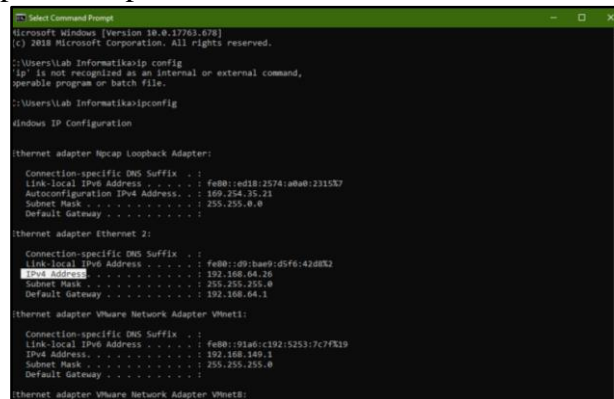 Select Command Prompt
Microsoft Windows [Version 10.0.17763.678]
(c) 2018 Microsoft Corporation. All rights reserved.
C:\Users\Lab Informatika>ip config
'ip' is not recognized as an internal or external command,
operable program or batch file.
C:\Users\Lab Informatika>ipconfig
Windows IP Configuration
Ethernet adapter Npcap Loopback Adapter:
Connection-specific DNS Suffix . :
Link-local IPv6 Address . . . . . : fe80::ed18:2574:a0a0:2315%7
Autoconfiguration IPv4 Address. . : 169.254.35.21
Subnet Mask . . . . . . . . . . . : 255.255.0.0
Default Gateway . . . . . . . . . :
Ethernet adapter Ethernet 2:
Connection-specific DNS Suffix . :
Link-local IPv6 Address . . . . . : fe80::d9:bae9:d5f6:42d8%2
IPv4 Address. . . . . . . . . . . : 192.168.64.26
Subnet Mask . . . . . . . . . . . : 255.255.255.0
Default Gateway . . . . . . . . . : 192.168.64.1
Ethernet adapter VMware Network Adapter VMnet1:
Connection-specific DNS Suffix . :
Link-local IPv6 Address . . . . . : fe80::91a6:c192:5253:7c7f%19
IPv4 Address. . . . . . . . . . . : 192.168.149.1
Subnet Mask . . . . . . . . . . . : 255.255.255.0
Default Gateway . . . . . . . . . :
Ethernet adapter VMware Network Adapter VMnet8: